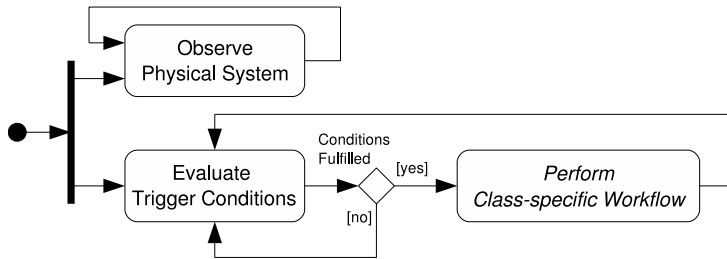 Observe
Physical System
Conditions
Fulfilled
Evaluate
Trigger Conditions
[yes]
[no]
Perform
Class-specific Workflow